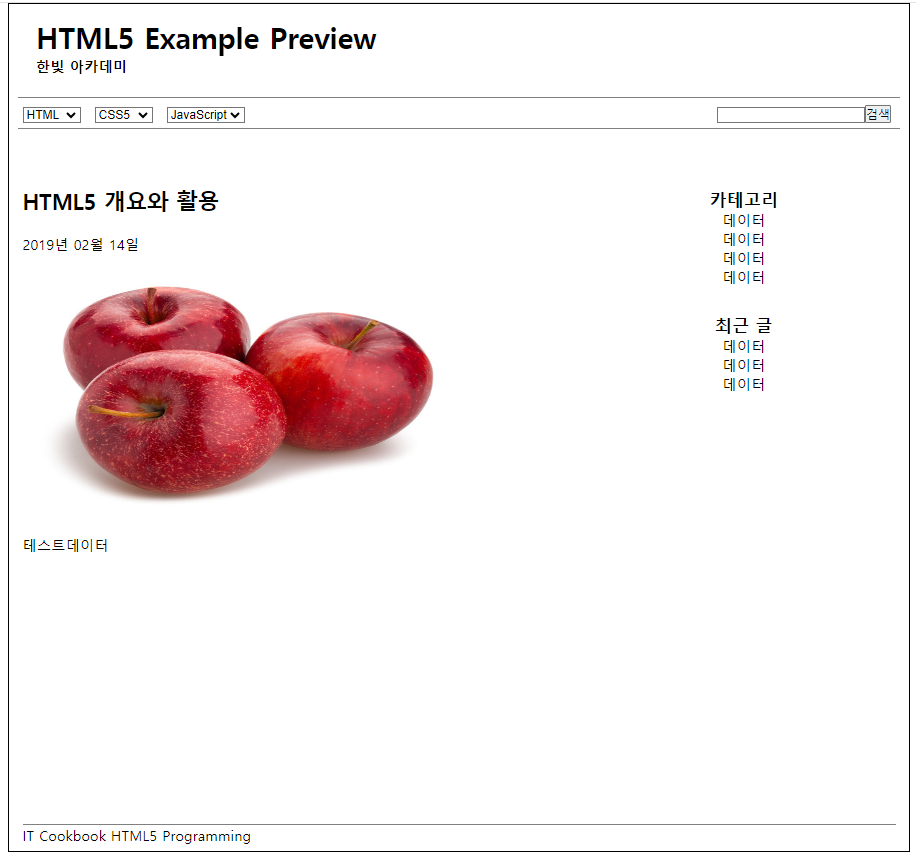 HTML5 Example Preview
한빛 아카데미
HTML CSS5 JavaScript 검색
HTML5 개요와 활용
2019년 02월 14일
테스트데이터
카테고리
데이터
데이터
데이터
데이터
최근 글
데이터
데이터
데이터
IT Cookbook HTML5 Programming